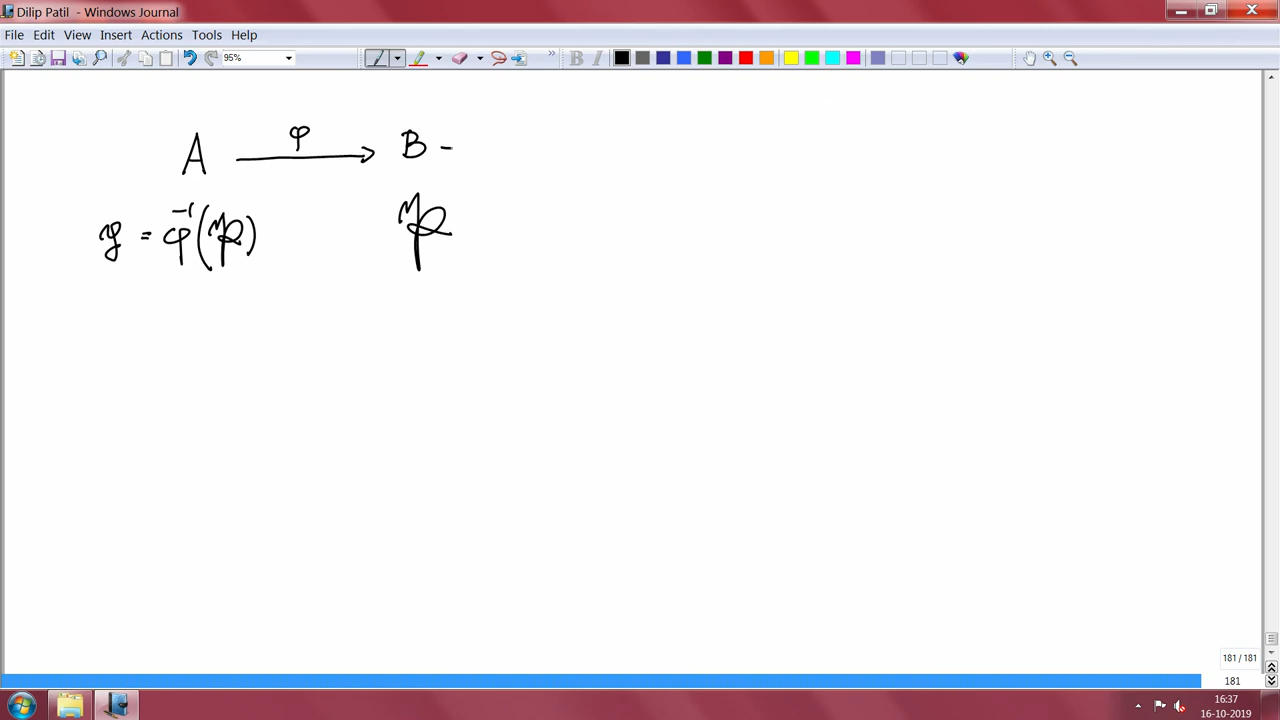 Dilip Patil - Windows Journal
File Edit View Insert Actions Tools Help
95%
φ
A → B -
= φ⁻¹( )
181 / 181
181
16:37
16-10-2019